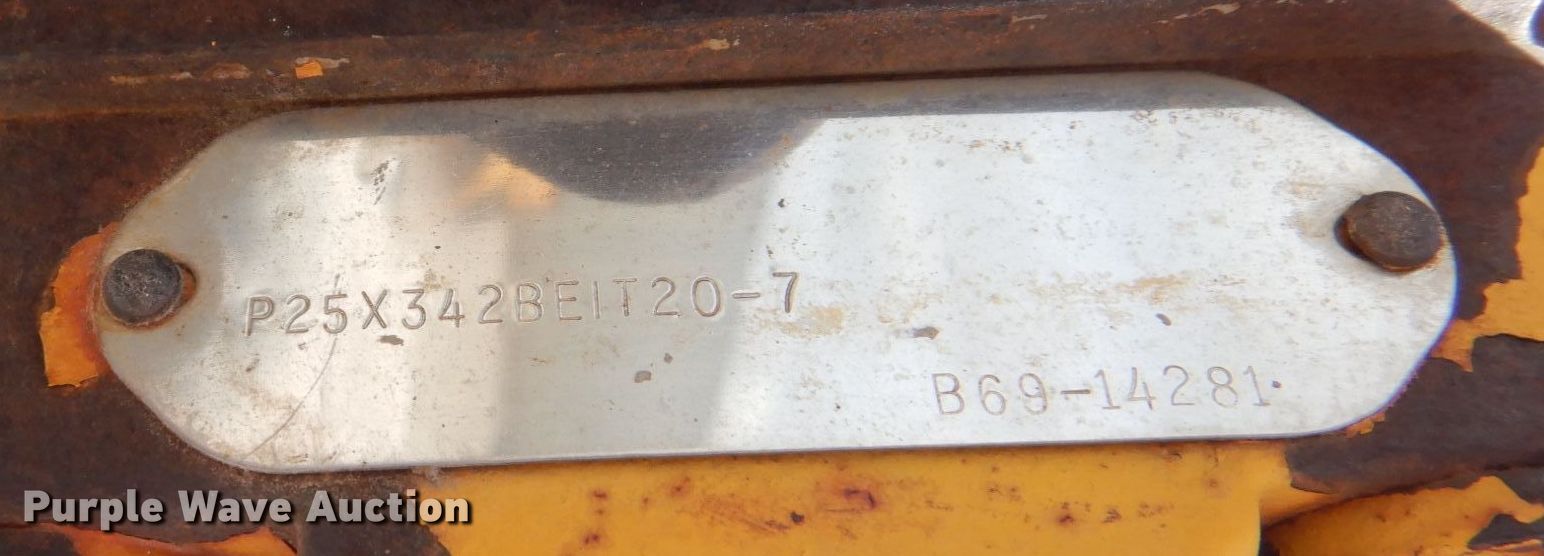 P25X342BEIT20-7
B69-14281
Purple Wave Auction